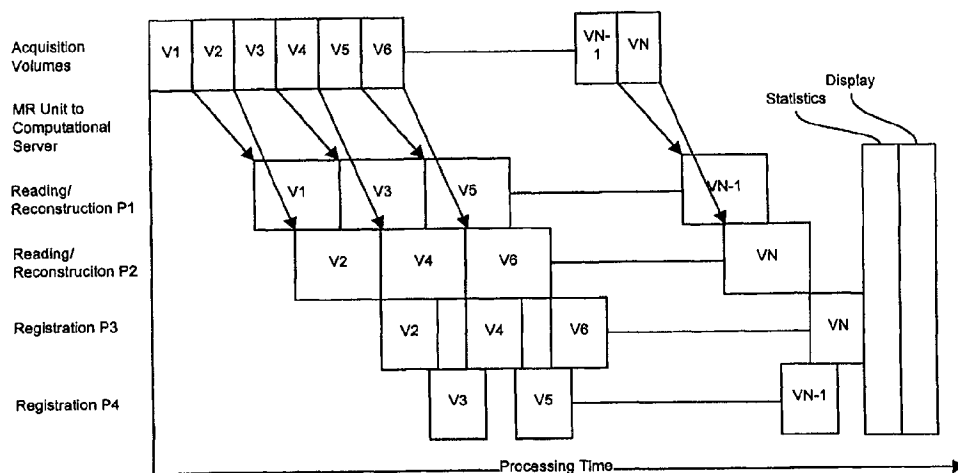 Acquisition
Volumes
V1 V2 V3 V4 V5 V6 VN-
1 VN
Display
Statistics
MR Unit to
Computational
Server
Reading/
Reconstruction P1
V1 V3 V5 VN-1
Reading/
Reconstruciton P2
V2 V4 V6 VN
Registration P3
V2 V4 V6 VN
Registration P4
V3 V5 VN-1
Processing Time